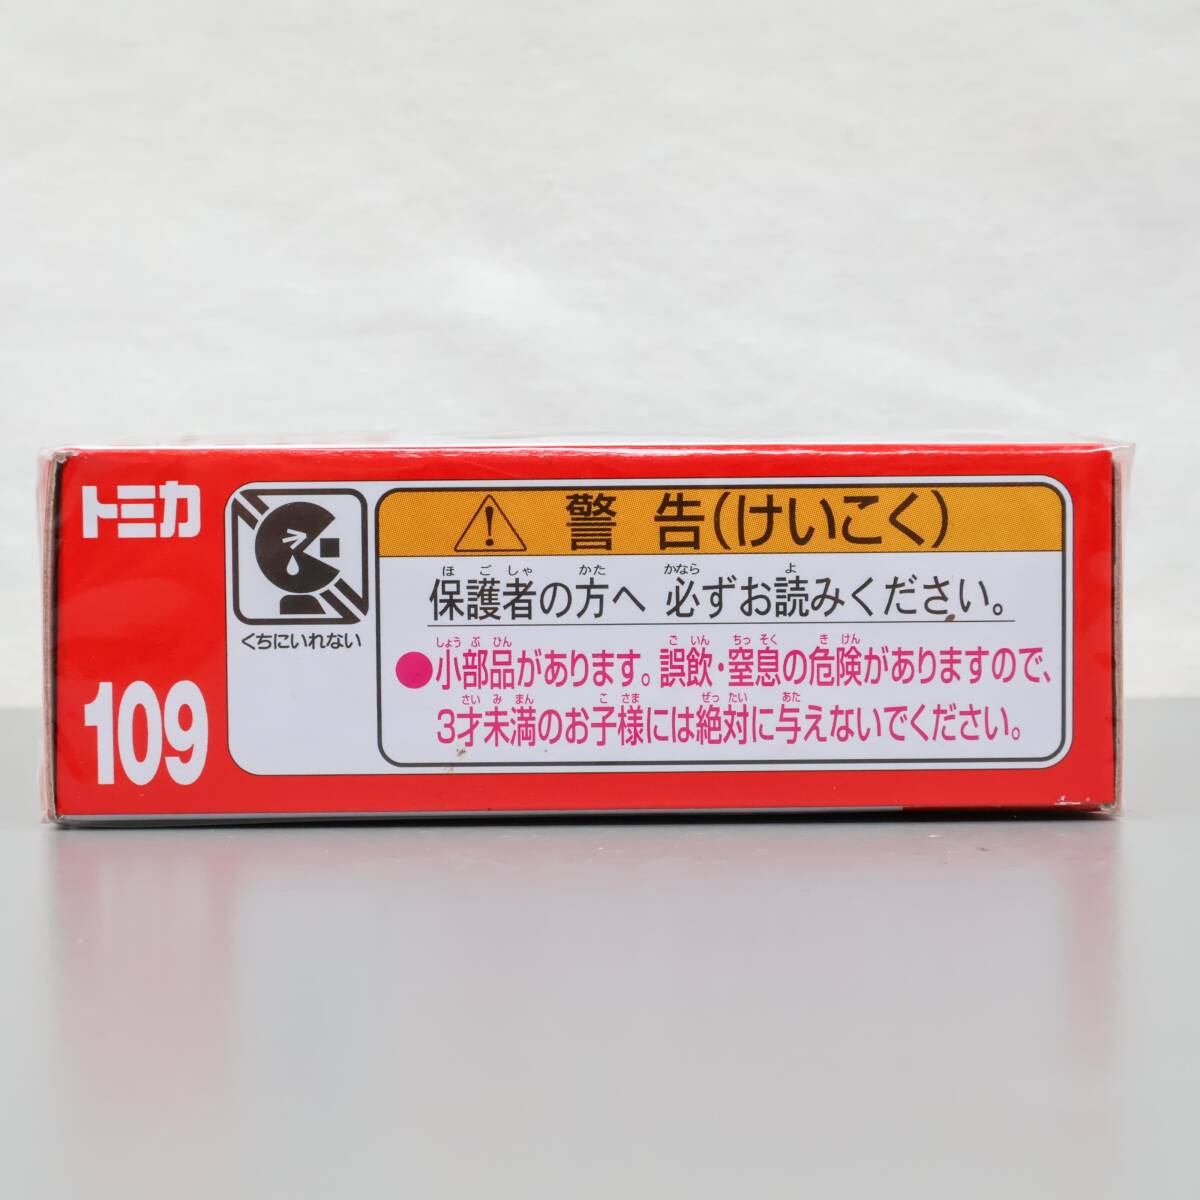 トミカ
109
くちにいれない
警告(けいこく)
ほごしゃ かた かなら よ
保護者の方へ 必ずお読みください。
しょうぶひん ごいん ちっそく きけん
●小部品があります。誤飲・窒息の危険がありますので、
さいみまん こさま ぜったい あた
3才未満のお子様には絶対に与えないでください。